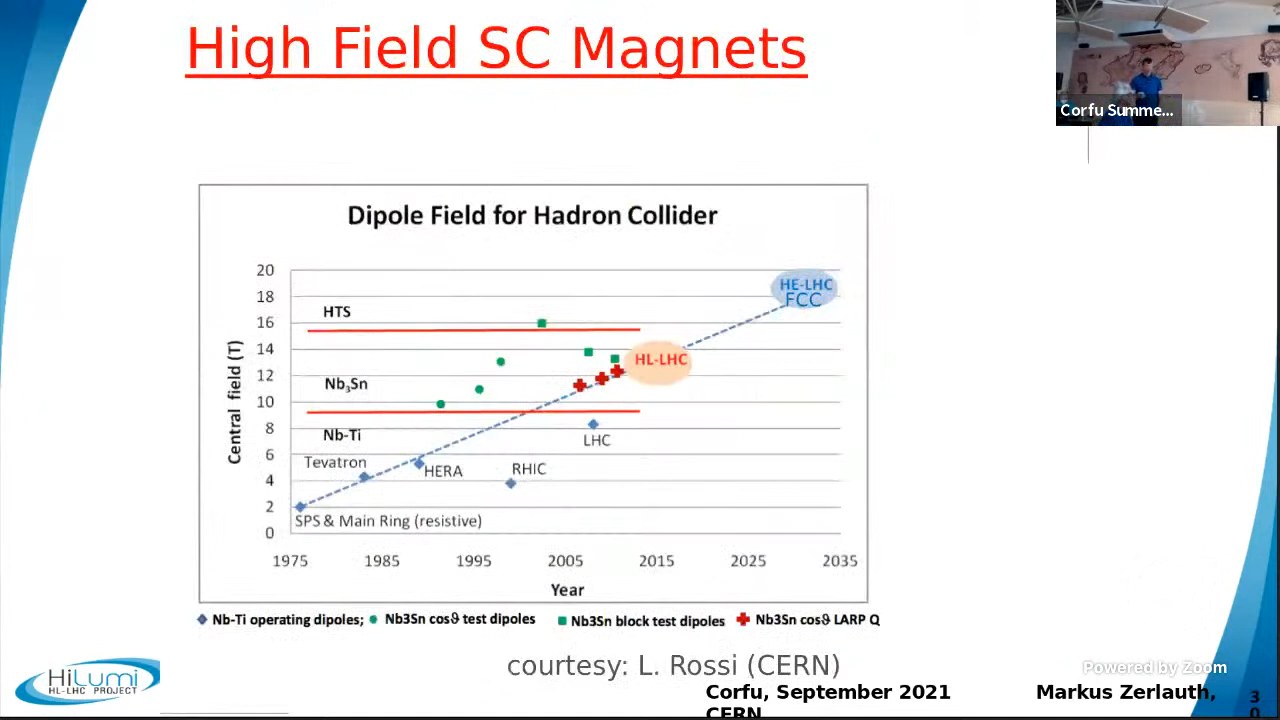 High Field SC Magnets
Corfu Summe...
Dipole Field for Hadron Collider
Central field (T)
20
18
16
14
12
10
8
6
4
2
0
HTS
Nb3Sn
Nb-Ti
HE-LHC
FCC
HL-LHC
LHC
Tevatron
HERA
RHIC
SPS & Main Ring (resistive)
1975 1985 1995 2005 2015 2025 2035
Year
Nb-Ti operating dipoles; Nb3Sn cosϑ test dipoles Nb3Sn block test dipoles Nb3Sn cosϑ LARP Q
courtesy: L. Rossi (CERN)
Powered by Zoom
HiLumi
HL-LHC PROJECT
Corfu, September 2021 Markus Zerlauth,
CERN
3
0